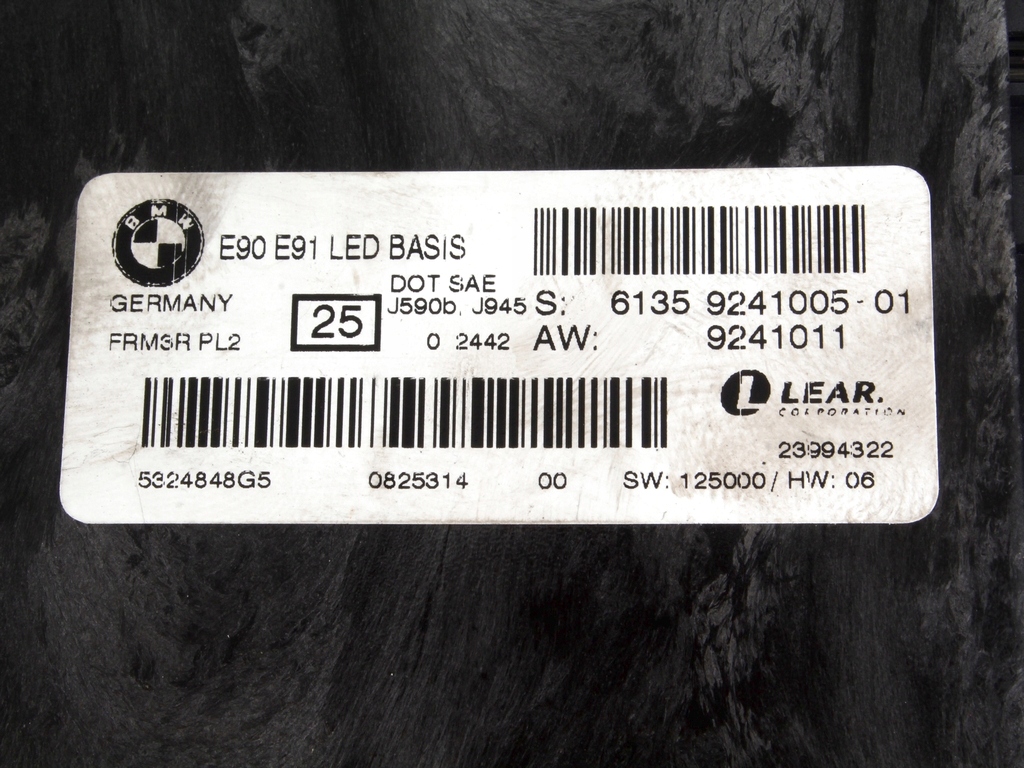 BMW
E90 E91 LED BASIS
DOT SAE
GERMANY
25
J590b, J945
S: 6135 9241005-01
FRM3R PL2
0 2442
AW: 9241011
LEAR.
CORPORATION
23994322
5324848G5 0825314 00 SW: 125000/ HW: 06